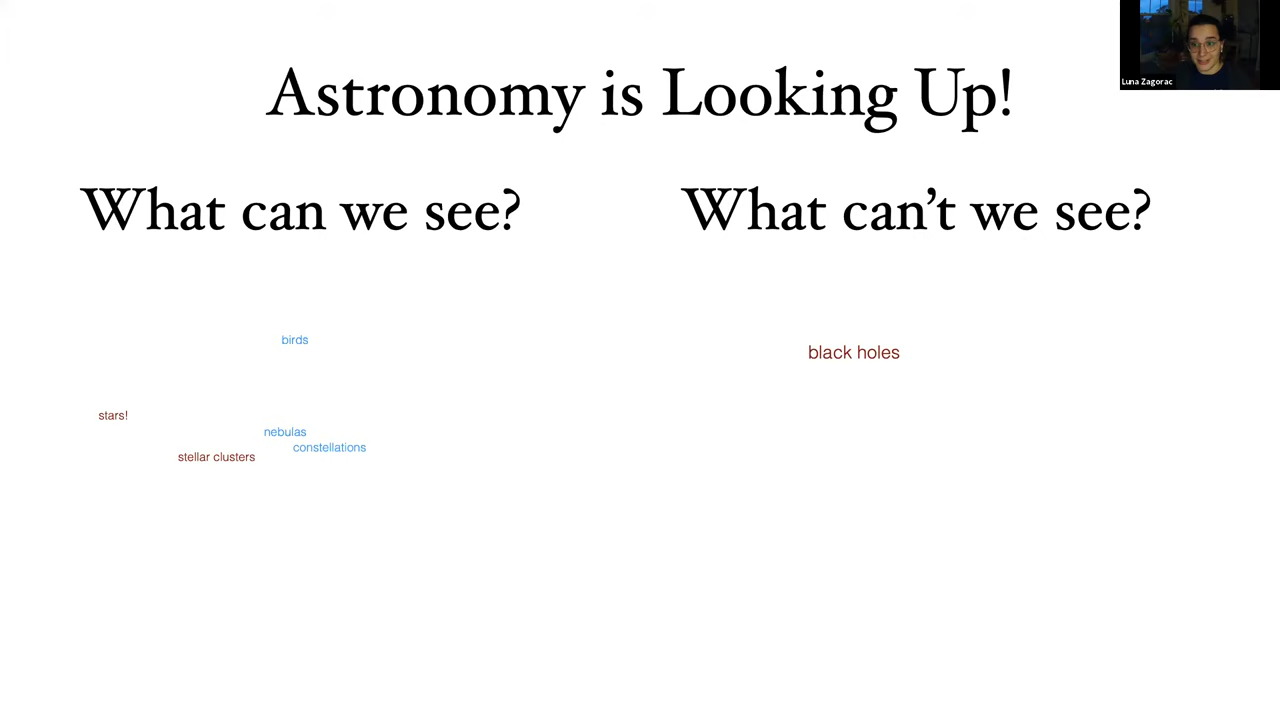 Astronomy is Looking Up!
Luna Zagorac
What can we see?
What can't we see?
birds
stars!
nebulas
constellations
stellar clusters
black holes